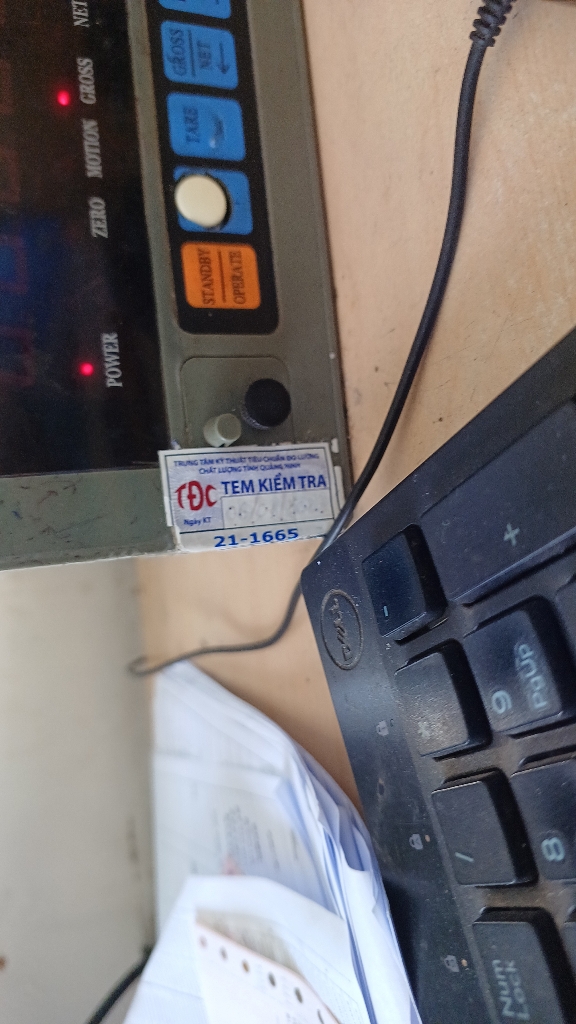 NET
GROSS
MOTION
ZERO
POWER
GROSS
NET
TARE
STANDBY
OPERATE
TRUNG TÂM KỸ THUẬT TIÊU CHUẨN ĐO LƯỜNG
CHẤT LƯỢNG TỈNH QUẢNG NINH
TĐC TEM KIỂM TRA
Ngày KT
21-1665
DELL
-
+
*
9
PgUp
/
8
Num
Lock